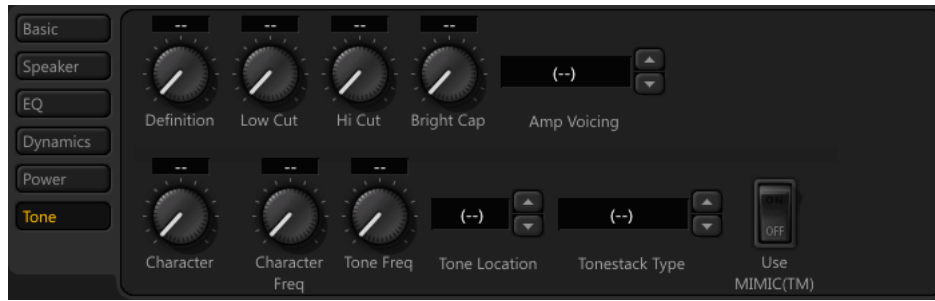 Basic
Speaker
EQ
Dynamics
Power
Tone
-- -- -- --
(--)
Definition Low Cut Hi Cut Bright Cap Amp Voicing
-- -- --
(--) (--)
ON
OFF
Character Character Freq Tone Freq Tone Location Tonestack Type Use MIMIC(TM)